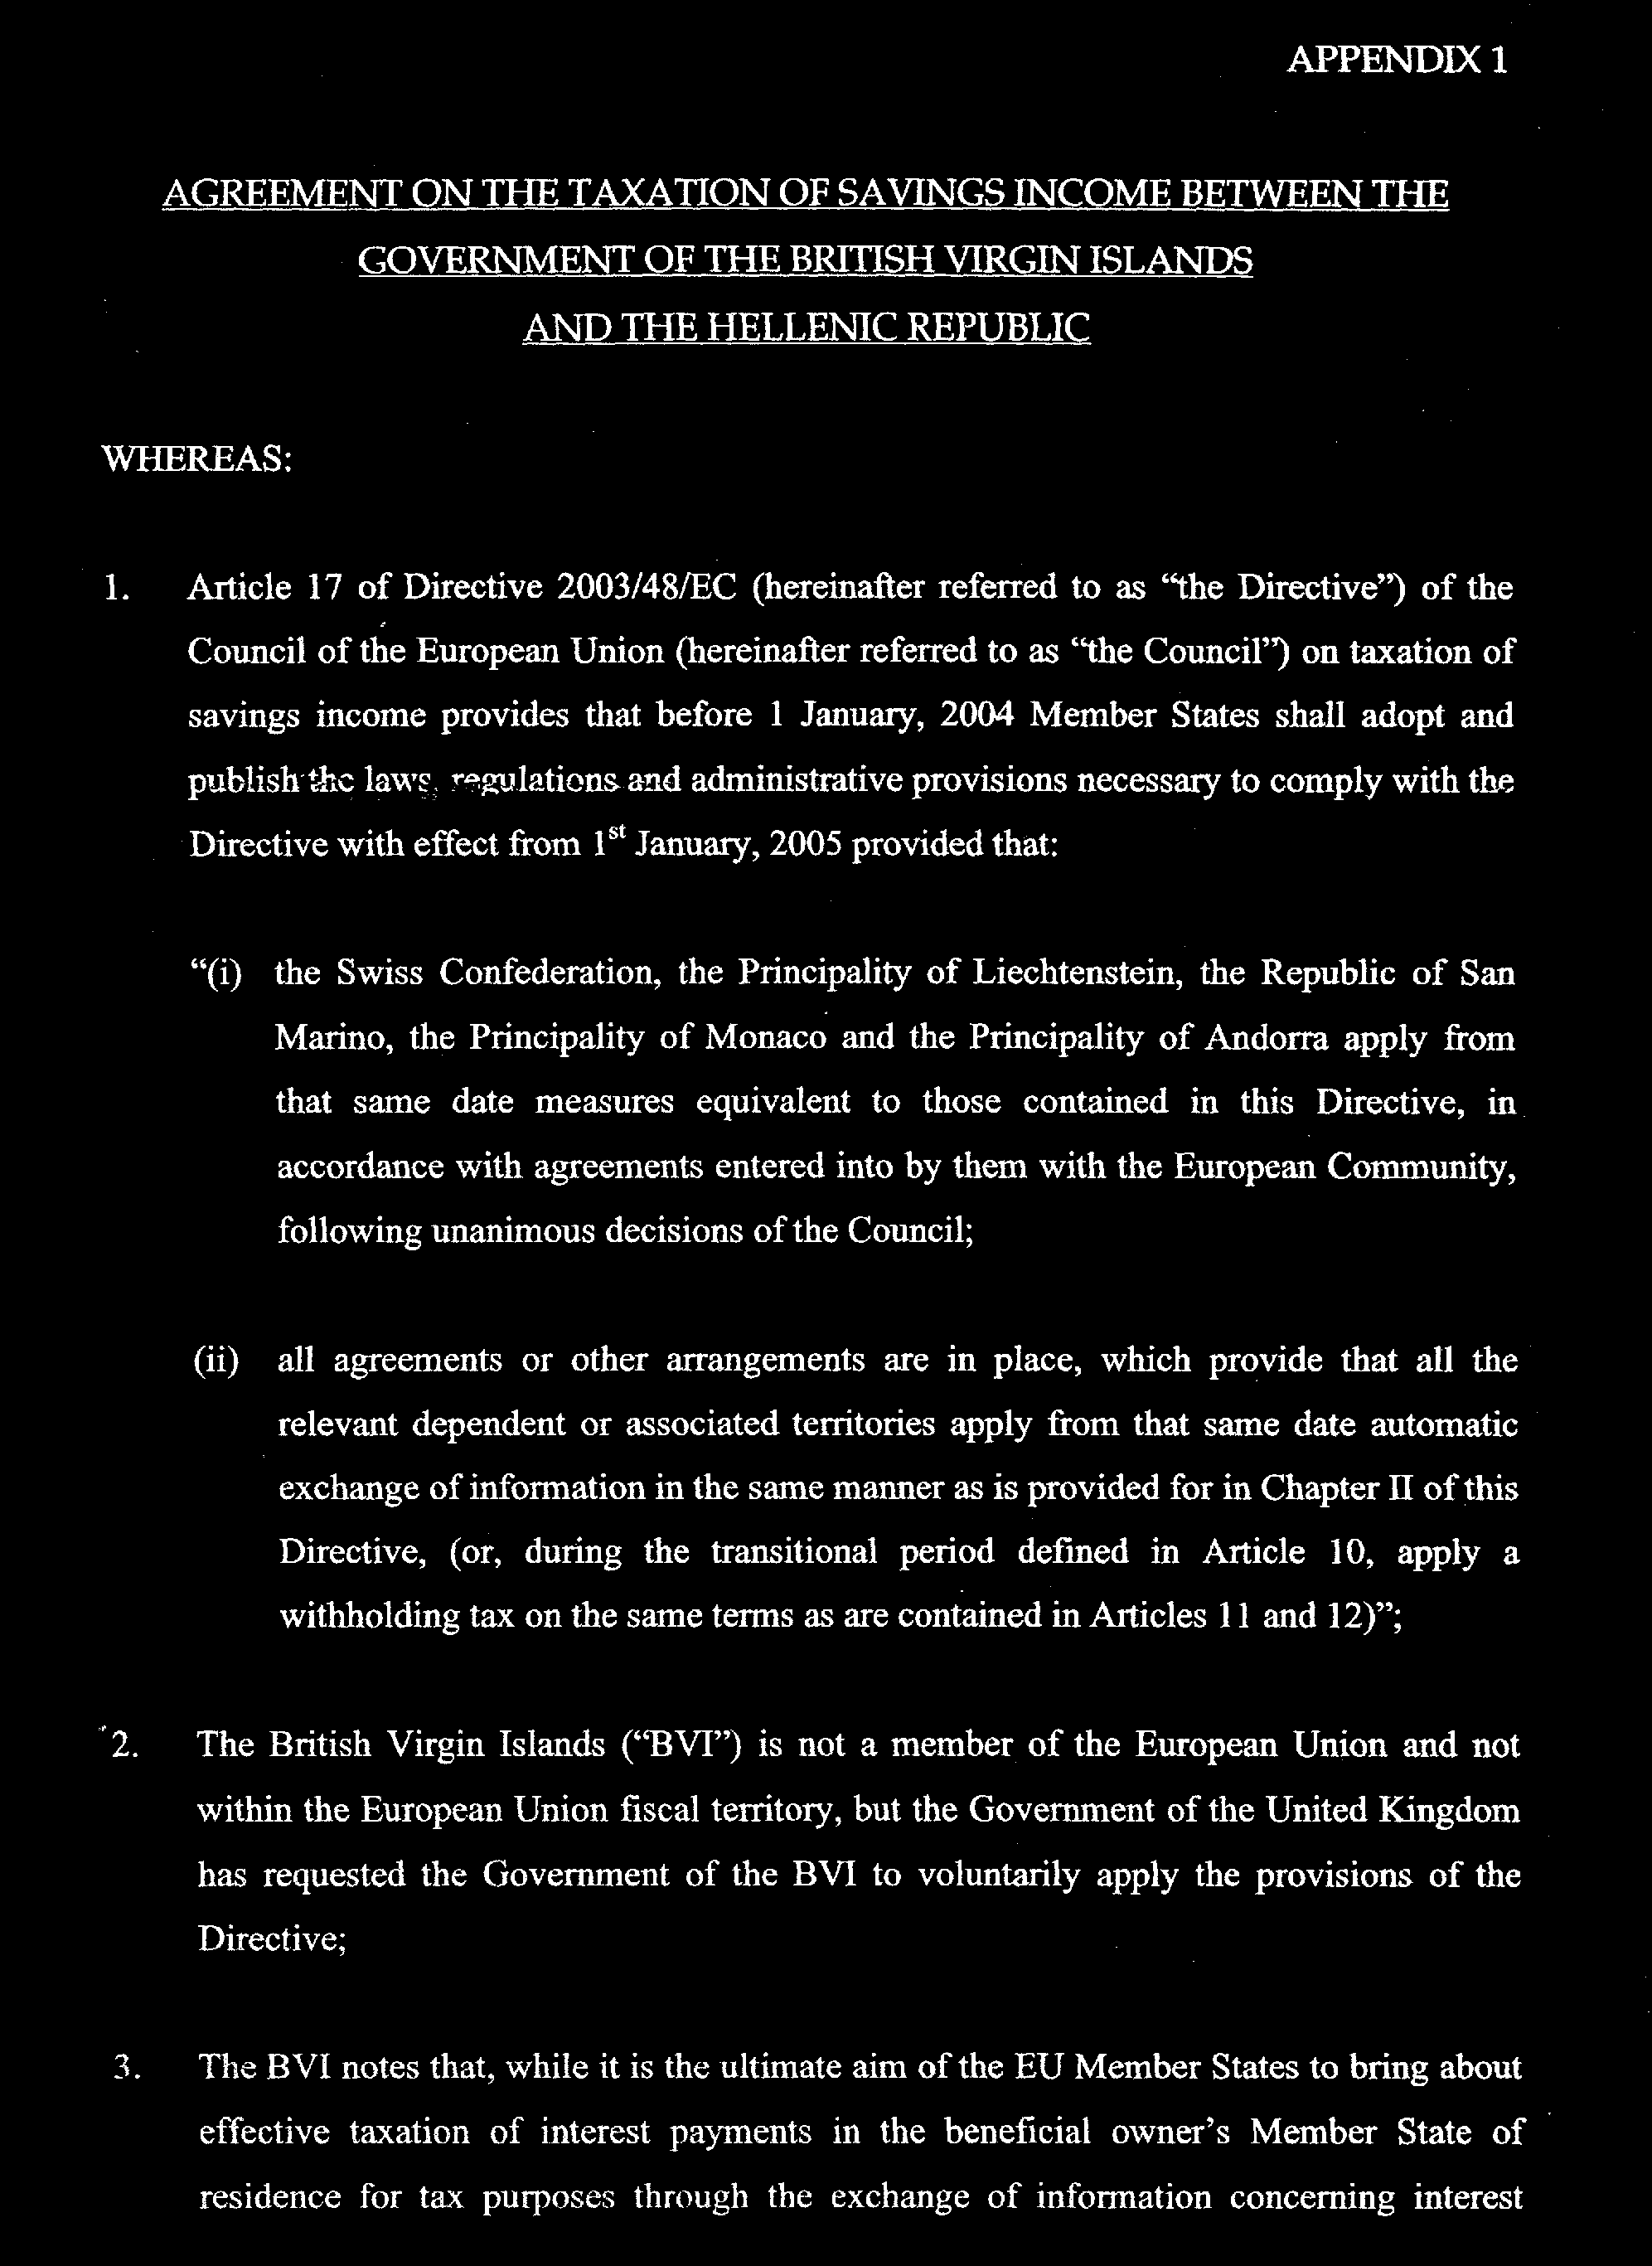 APPENDIX 1
AGREEMENT ON THE TAXATION OF SAVINGS INCOME BETWEEN THE
GOVERNMENT OF THE BRITISH VIRGIN ISLANDS
AND THE HELLENIC REPUBLIC
WHEREAS:
1. Article 17 of Directive 2003/48/EC (hereinafter referred to as “the Directive”) of the
Council of the European Union (hereinafter referred to as “the Council”) on taxation of
savings income provides that before 1 January, 2004 Member States shall adopt and
publish the laws, regulations and administrative provisions necessary to comply with the
Directive with effect from 1st January, 2005 provided that:
“(i) the Swiss Confederation, the Principality of Liechtenstein, the Republic of San
Marino, the Principality of Monaco and the Principality of Andorra apply from
that same date measures equivalent to those contained in this Directive, in
accordance with agreements entered into by them with the European Community,
following unanimous decisions of the Council;
(ii) all agreements or other arrangements are in place, which provide that all the
relevant dependent or associated territories apply from that same date automatic
exchange of information in the same manner as is provided for in Chapter II of this
Directive, (or, during the transitional period defined in Article 10, apply a
withholding tax on the same terms as are contained in Articles 11 and 12)”;
2. The British Virgin Islands (“BVI”) is not a member of the European Union and not
within the European Union fiscal territory, but the Government of the United Kingdom
has requested the Government of the BVI to voluntarily apply the provisions of the
Directive;
3. The BVI notes that, while it is the ultimate aim of the EU Member States to bring about
effective taxation of interest payments in the beneficial owner’s Member State of
residence for tax purposes through the exchange of information concerning interest